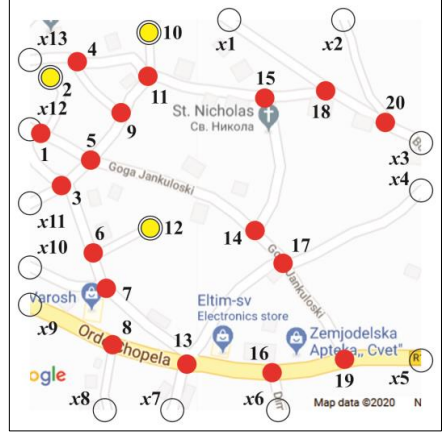 x13
4
10
x1
x2
2
11
15
18
20
x12
9
St. Nicholas
Св. Никола
1
5
x3
Goga Jankuloski
x4
3
x11
6
12
14
17
x10
7
Varosh
Eltim-sv
Electronics store
Zemjodelska
Apteka,, Cvet"
x9
8
13
16
19
x5
ogle
x8
x7
x6
Map data ©2020
N